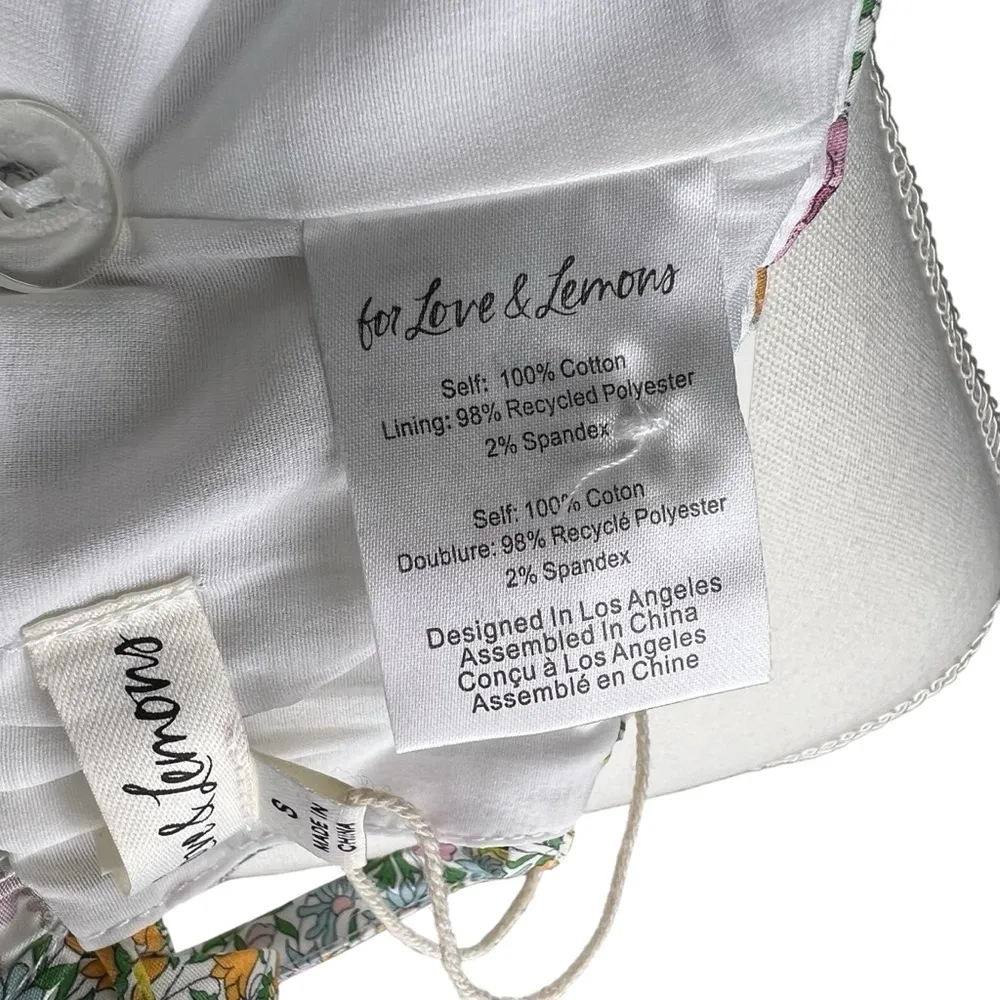 for Love & Lemons
Self: 100% Cotton
Lining: 98% Recycled Polyester
2% Spandex
Self: 100% Coton
Doublure: 98% Recyclé Polyester
2% Spandex
Designed In Los Angeles
Assembled In China
Conçu à Los Angeles
Assemblé en Chine
& Lemons
S
MADE IN
CHINA